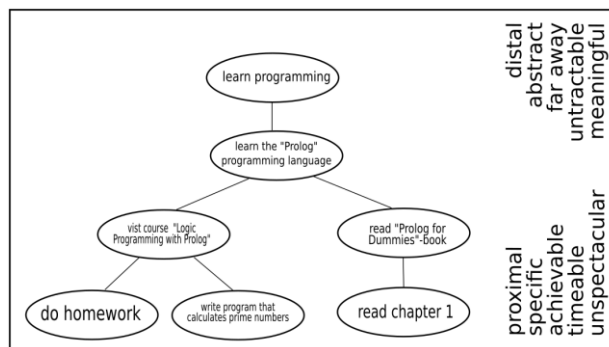 learn programming
learn the "Prolog"
programming language
vist course "Logic
Programming with Prolog"
read "Prolog for
Dummies"-book
do homework
write program that
calculates prime numbers
read chapter 1
distal
abstract
far away
untractable
meaningful
proximal
specific
achievable
timeable
unspectacular